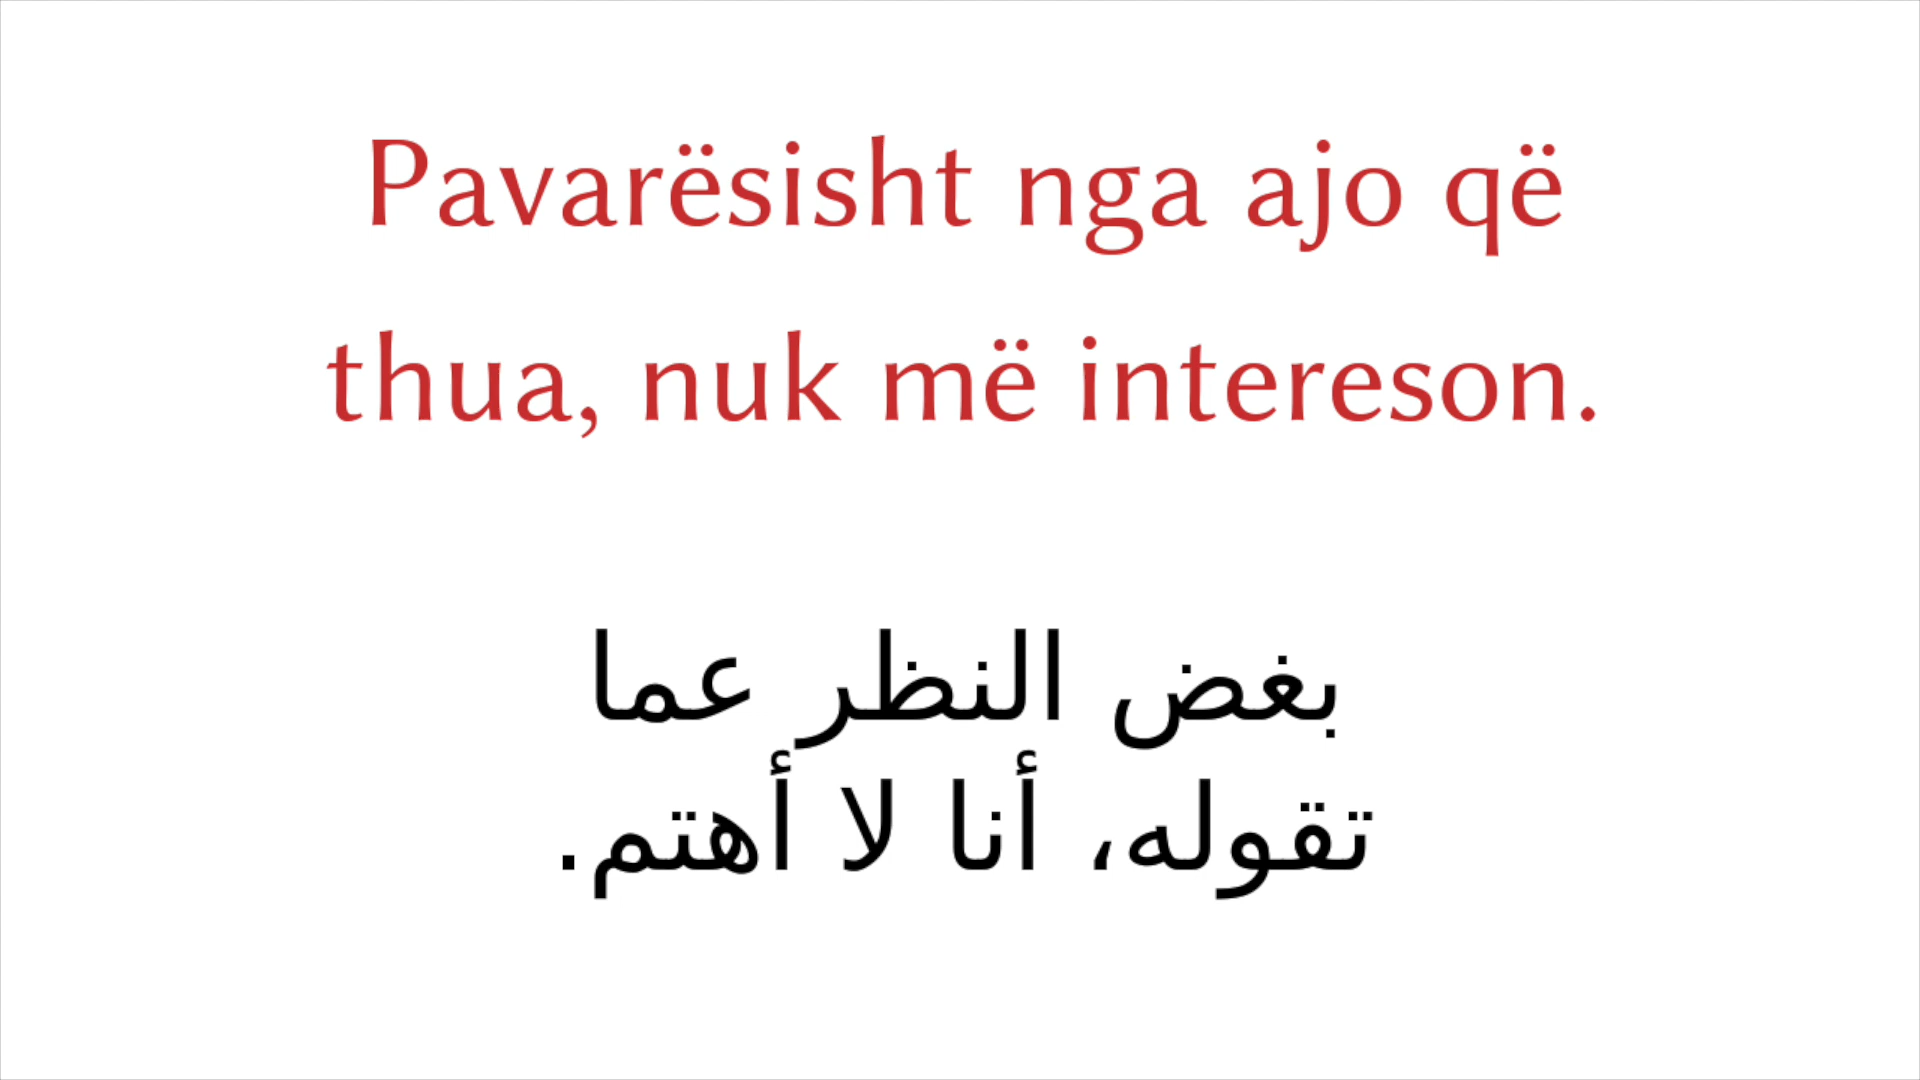 Pavarësisht nga ajo që
thua, nuk më intereson.
بغض النظر عما
تقوله، أنا لا أهتم.